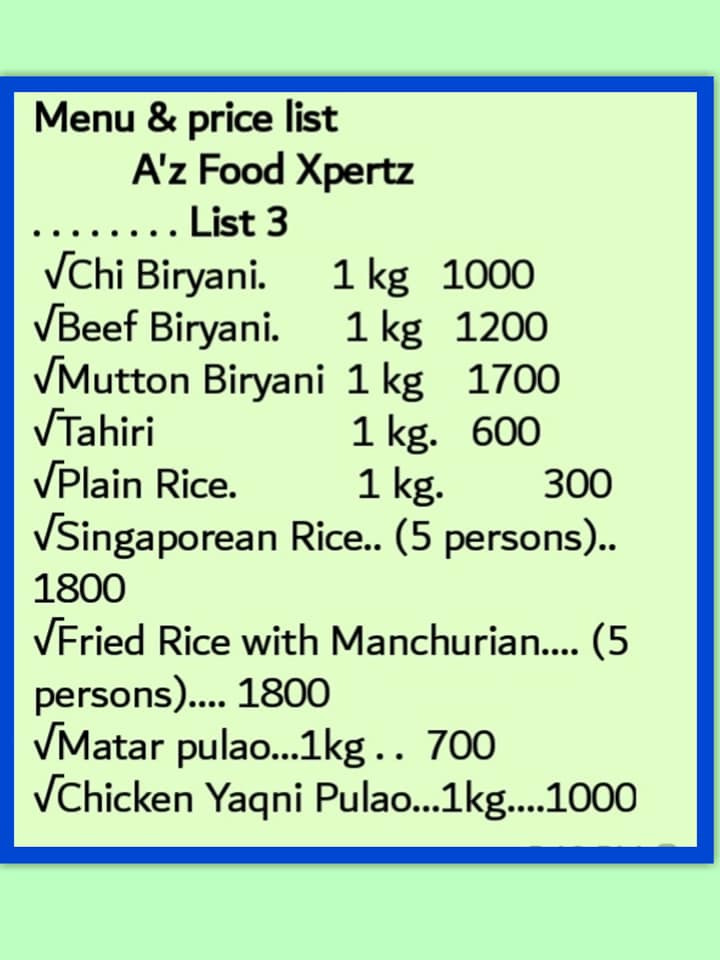 Menu & price list
A'z Food Xpertz
........ List 3
√Chi Biryani. 1 kg 1000
√Beef Biryani. 1 kg 1200
√Mutton Biryani 1 kg 1700
√Tahiri 1 kg. 600
√Plain Rice. 1 kg. 300
√Singaporean Rice.. (5 persons)..
1800
√Fried Rice with Manchurian.... (5
persons).... 1800
√Matar pulao...1kg . . 700
√Chicken Yaqni Pulao...1kg....1000